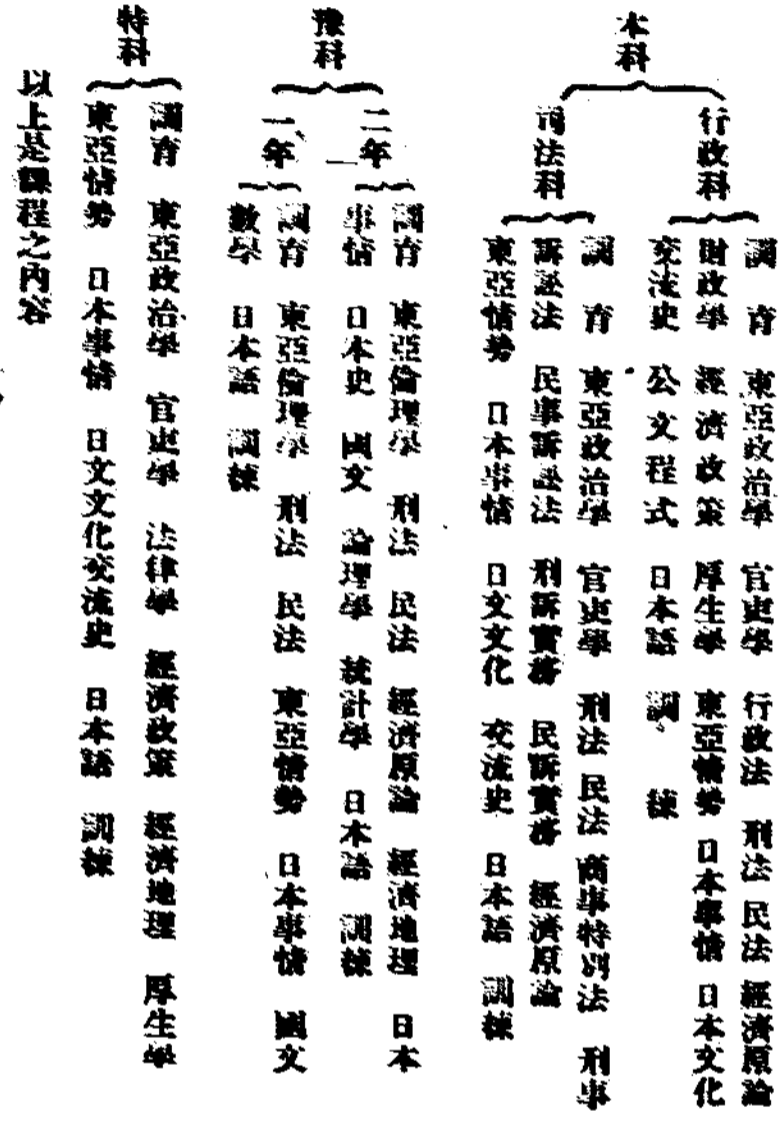 本科
行政科
訓育 東亞政治學 官吏學 行政法 刑法 民法 經濟原論
財政學 經濟政策 厚生學 東亞情勢 日本事情 日本文化
交流史 公文程式 日本語 訓練
司法科
訓育 東亞政治學 官吏學 刑法 民法 商事特別法 刑事
訴訟法 民事訴訟法 刑訴實務 民訴實務 經濟原論
東亞情勢 日本事情 日文文化 交流史 日本語 訓練
豫科
二年
訓育 東亞倫理學 刑法 民法 經濟原論 經濟地理 日本
事情 日本史 國文 論理學 統計學 日本語 訓練
一年
訓育 東亞倫理學 刑法 民法 東亞情勢 日本事情 國文
數學 日本語 訓練
特科
訓育 東亞政治學 官吏學 法律學 經濟政策 經濟地理 厚生學
東亞情勢 日本事情 日文文化交流史 日本語 訓練
以上是課程之內容